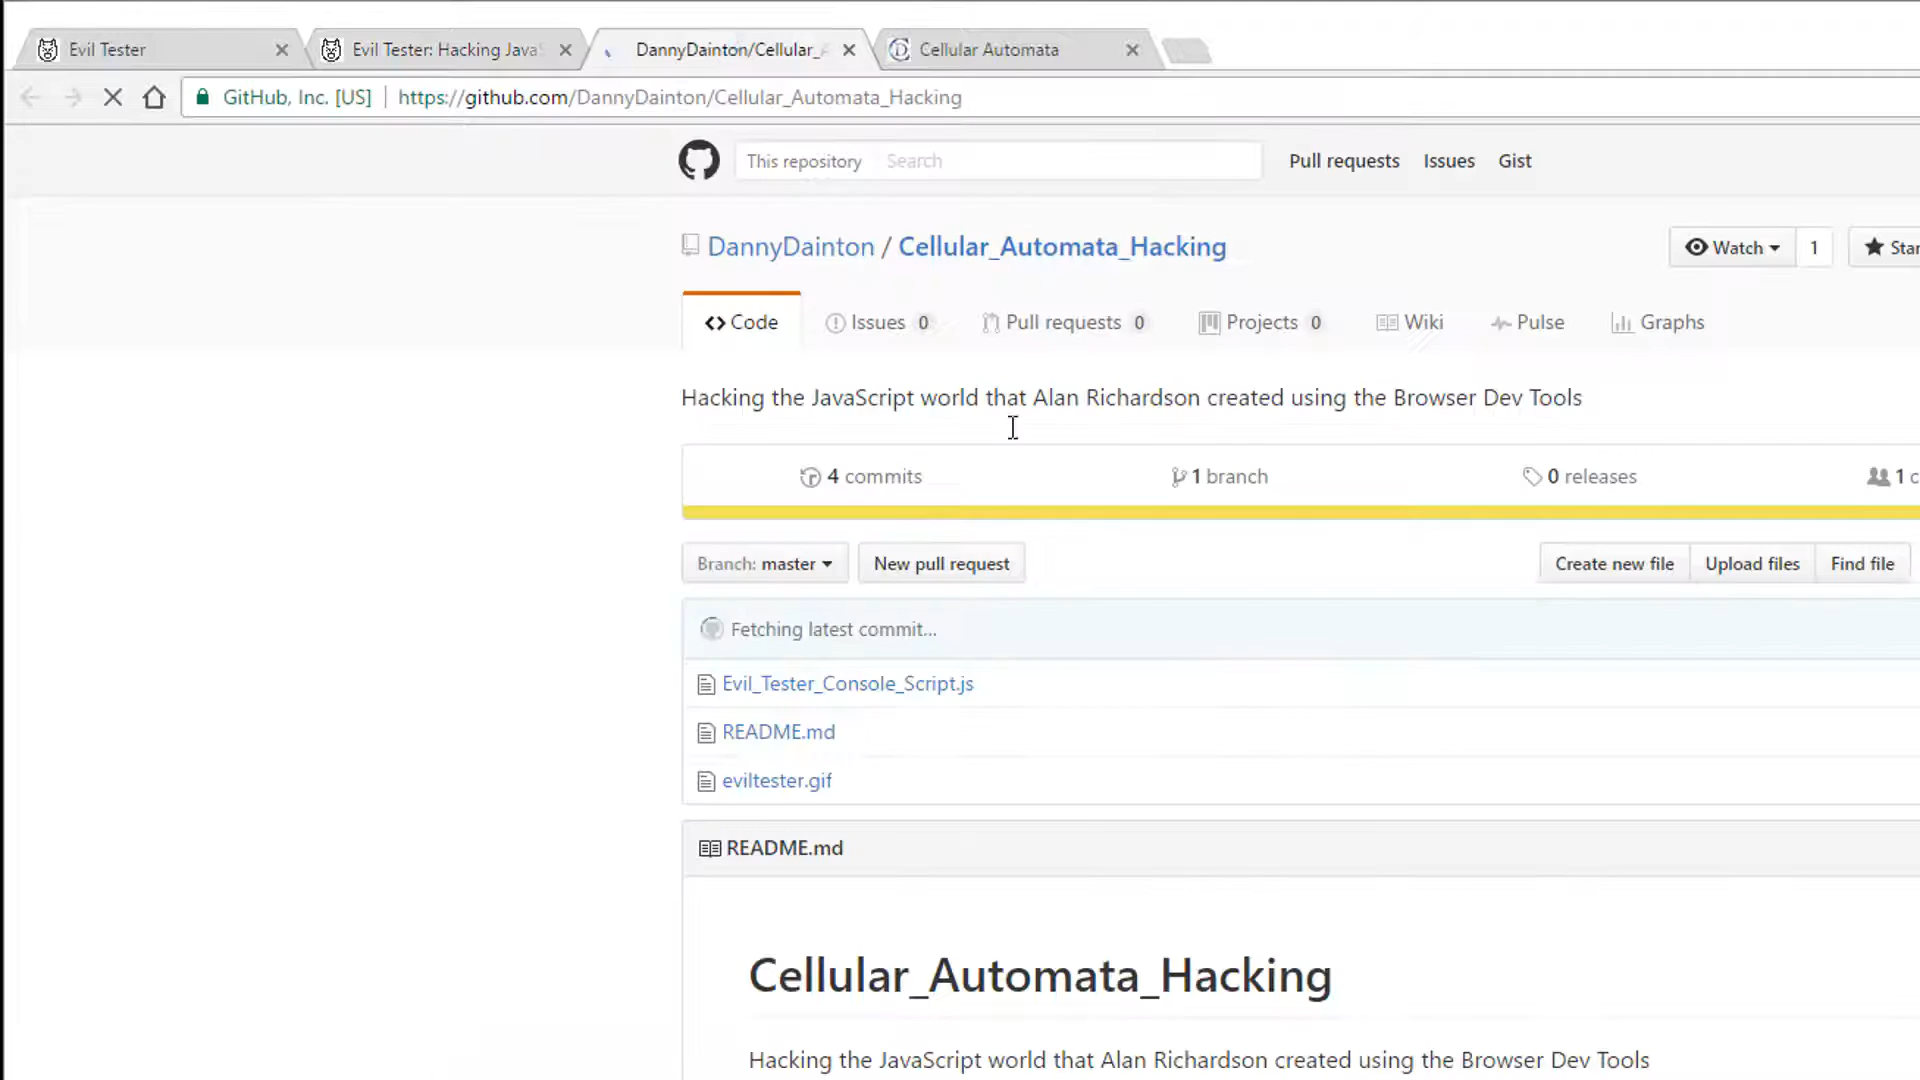 Evil Tester
Evil Tester: Hacking Java
DannyDainton/Cellular_A
Cellular Automata
GitHub, Inc. [US] https://github.com/DannyDainton/Cellular_Automata_Hacking
This repository Search Pull requests Issues Gist
DannyDainton / Cellular_Automata_Hacking Watch 1 Star
Code Issues 0 Pull requests 0 Projects 0 Wiki Pulse Graphs
Hacking the JavaScript world that Alan Richardson created using the Browser Dev Tools
4 commits 1 branch 0 releases 1 c
Branch: master New pull request Create new file Upload files Find file
Fetching latest commit...
Evil_Tester_Console_Script.js
README.md
eviltester.gif
README.md
Cellular_Automata_Hacking
Hacking the JavaScript world that Alan Richardson created using the Browser Dev Tools